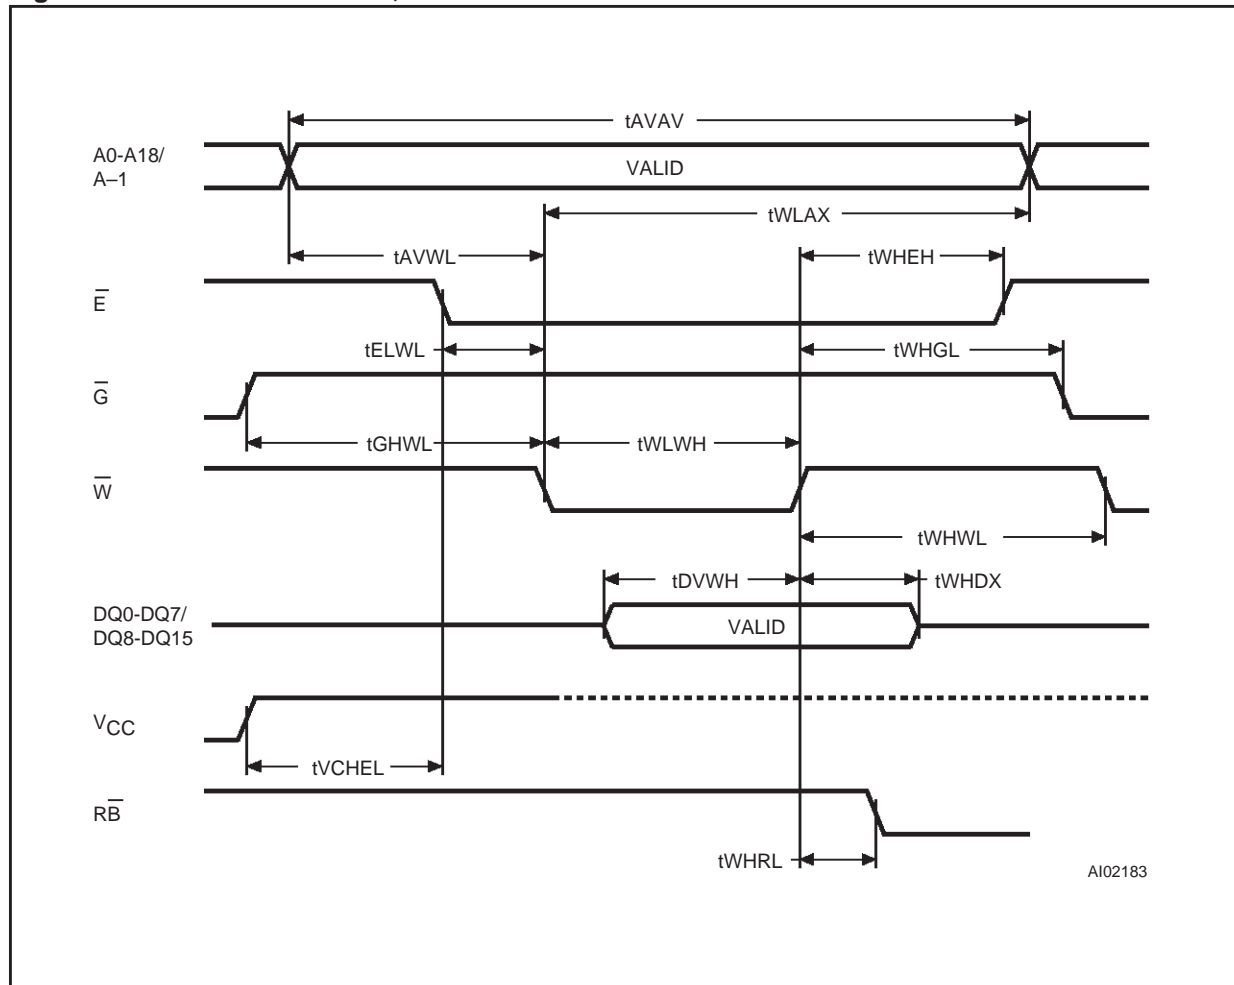 tAVAV
A0-A18/
A–1
VALID
tWLAX
tAVWL
tWHEH
E̅
tELWL
tWHGL
G̅
tGHWL
tWLWH
W̅
tWHWL
tDVWH
tWHDX
DQ0-DQ7/
DQ8-DQ15
VALID
VCC
tVCHEL
RB̅
tWHRL
AI02183